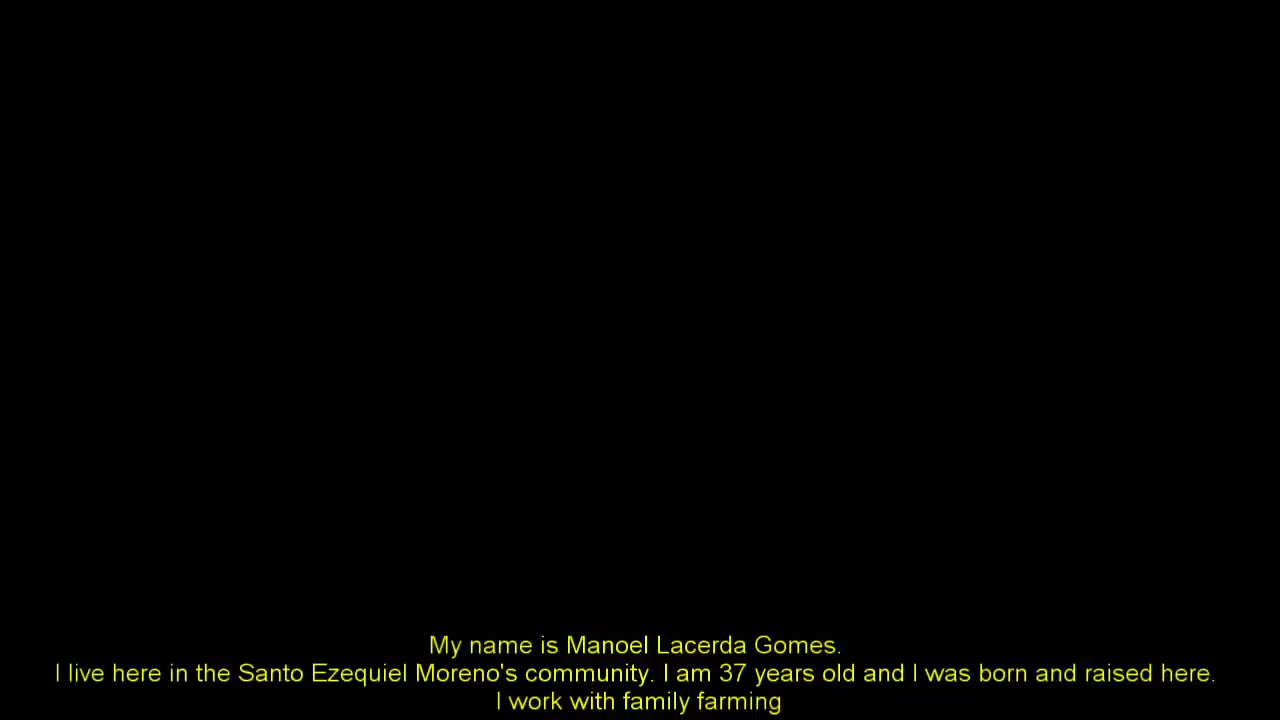 My name is Manoel Lacerda Gomes.
I live here in the Santo Ezequiel Moreno's community. I am 37 years old and I was born and raised here.
I work with family farming